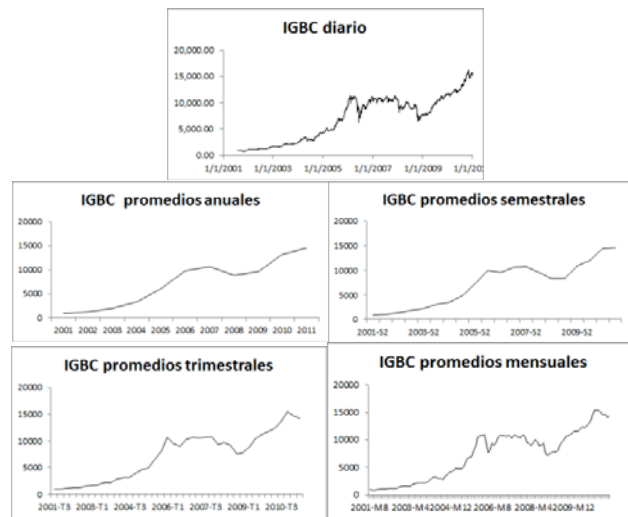 IGBC diario
20,000.00
15,000.00
10,000.00
5,000.00
0.00
1/1/2001 1/1/2003 1/1/2005 1/1/2007 1/1/2009 1/1/20
IGBC promedios anuales
20000
15000
10000
5000
0
2001 2002 2003 2004 2005 2006 2007 2008 2009 2010 2011
IGBC promedios semestrales
20000
15000
10000
5000
0
2001-S2 2003-S2 2005-S2 2007-S2 2009-S2
IGBC promedios trimestrales
20000
15000
10000
5000
0
2001-T3 2003-T1 2004-T3 2006-T1 2007-T3 2009-T1 2010-T3
IGBC promedios mensuales
20000
15000
10000
5000
0
2001-M8 2003-M4 2004-M12 2006-M8 2008-M4 2009-M12